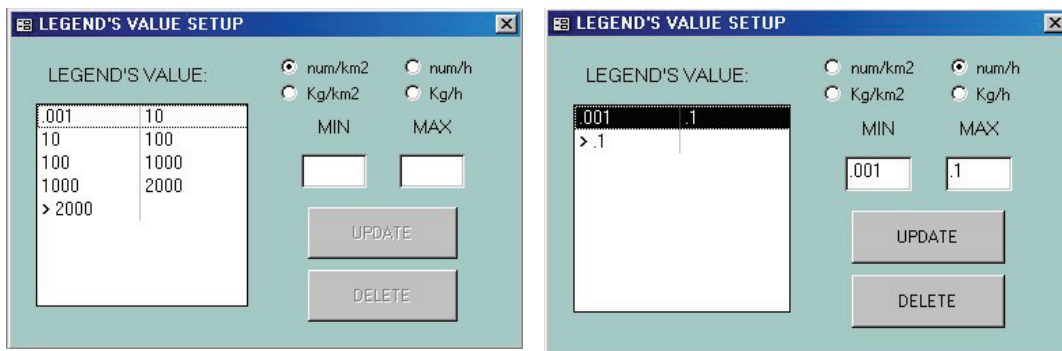 LEGEND'S VALUE SETUP
LEGEND'S VALUE:
num/km2 num/h
Kg/km2 Kg/h
MIN MAX
.001 10
10 100
100 1000
1000 2000
> 2000
UPDATE
DELETE
LEGEND'S VALUE SETUP
LEGEND'S VALUE:
num/km2 num/h
Kg/km2 Kg/h
MIN MAX
.001 .1
> .1
.001 .1
UPDATE
DELETE